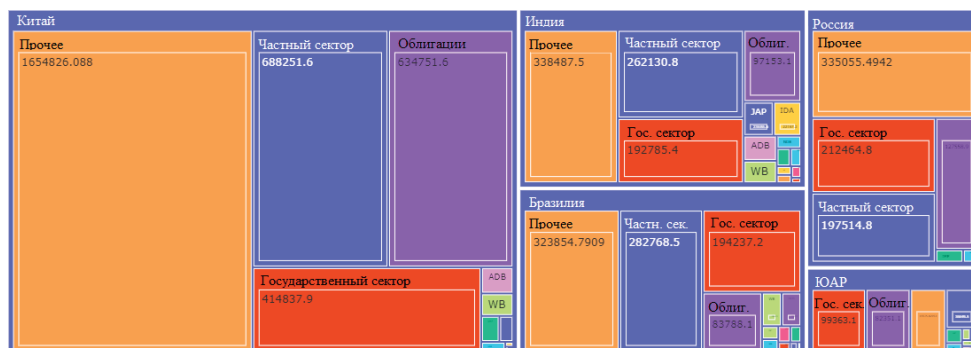 Китай
Прочее
1654826.088
Частный сектор
688251.6
Облигации
634751.6
Государственный сектор
414837.9
ADB
WB
Индия
Прочее
338487.5
Частный сектор
262130.8
Облиг.
97153.1
Гос. сектор
192785.4
JAP
IDA
ADB
WB
Бразилия
Прочее
323854.7909
Частн. сек.
282768.5
Гос. сектор
194237.2
Облиг.
83788.1
Россия
Прочее
335055.4942
Гос. сектор
212464.8
Частный сектор
197514.8
ЮАР
Гос. сек.
99363.1
Облиг.